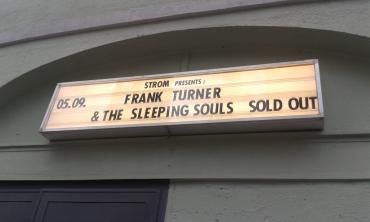 STROM PRESENTS:
05.09. FRANK TURNER
& THE SLEEPING SOULS SOLD OUT